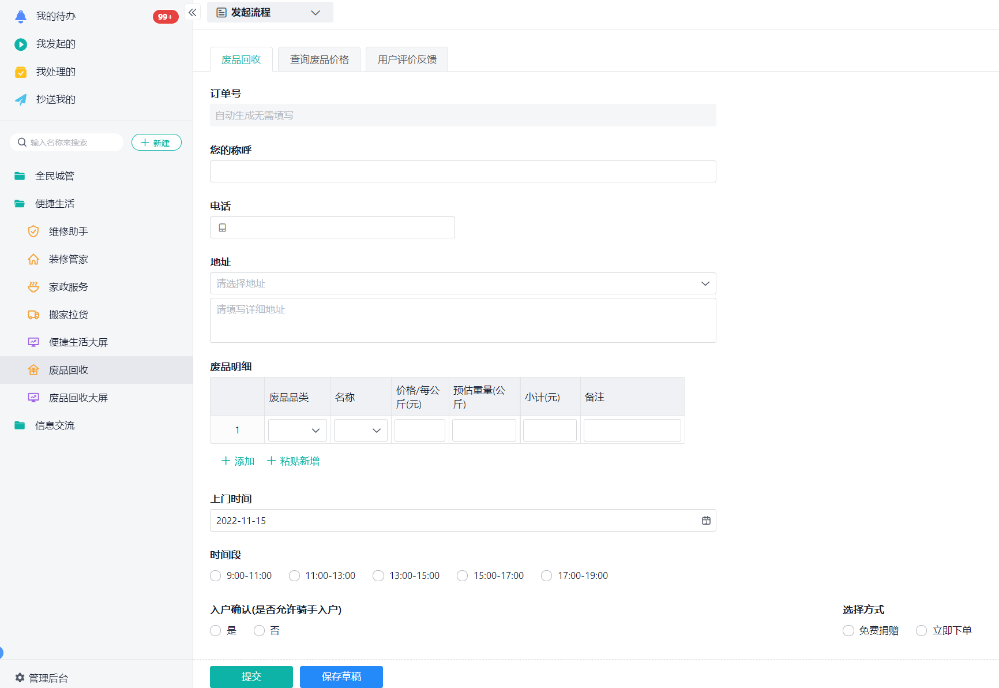 我的待办
99+
我发起的
我处理的
抄送我的
输入名称来搜索
新建
全民城管
便捷生活
维修助手
装修管家
家政服务
搬家拉货
便捷生活大屏
废品回收
废品回收大屏
信息交流
管理后台
发起流程
废品回收 查询废品价格 用户评价反馈
订单号
自动生成无需填写
您的称呼
电话
地址
请选择地址
请填写详细地址
废品明细
废品品类 名称 价格/每公斤(元) 预估重量(公斤) 小计(元) 备注
1
添加 粘贴新增
上门时间
2022-11-15
时间段
9:00-11:00 11:00-13:00 13:00-15:00 15:00-17:00 17:00-19:00
入户确认(是否允许骑手入户)
是 否
选择方式
免费捐赠 立即下单
提交 保存草稿